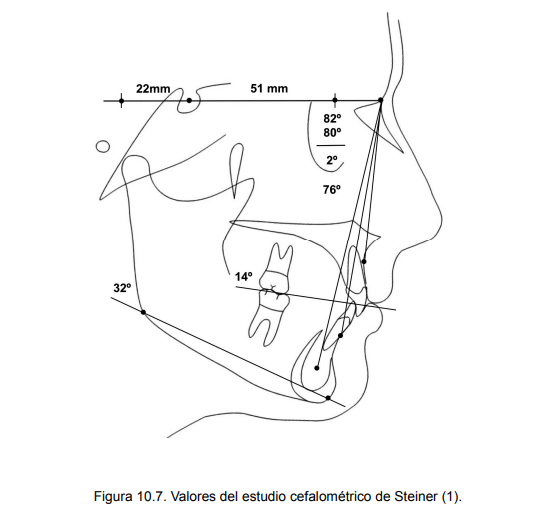 22mm 51 mm
82º
80º
2º
76º
14º
32º
Figura 10.7. Valores del estudio cefalométrico de Steiner (1).